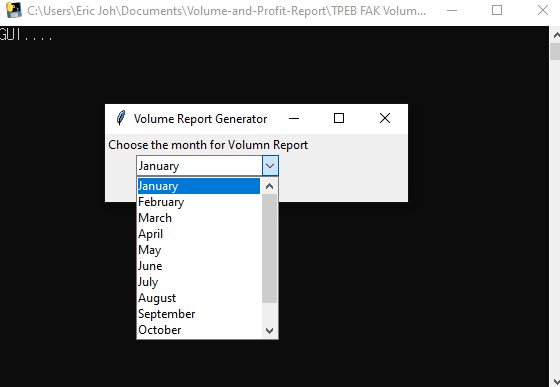 C:\Users\Eric Joh\Documents\Volume-and-Profit-Report\TPEB FAK Volum...
GUI....
Volume Report Generator
Choose the month for Volumn Report
January
January
February
March
April
May
June
July
August
September
October